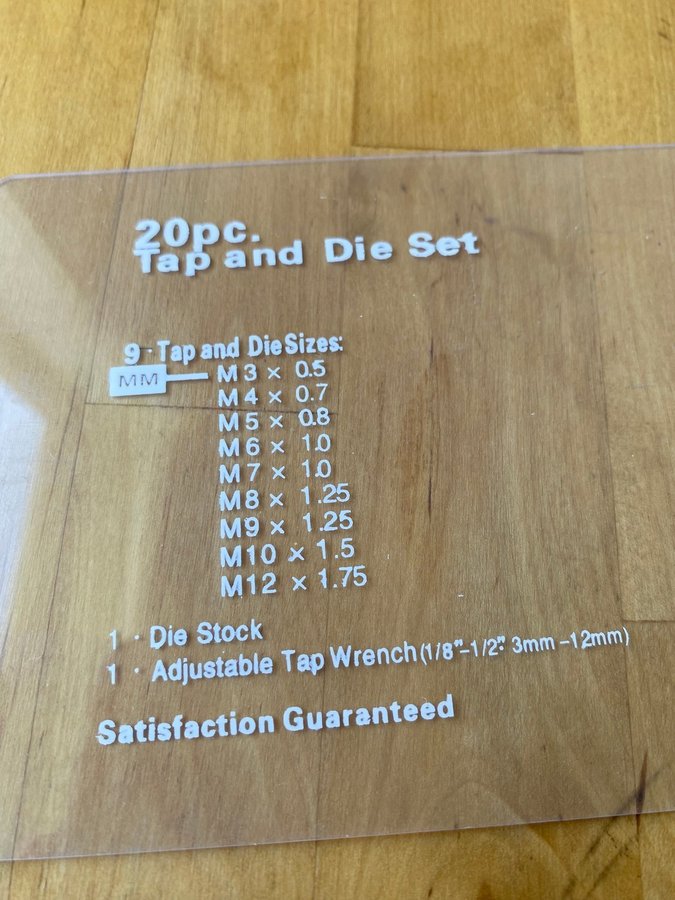 20pc.
Tap and Die Set
9 · Tap and Die Sizes:
MM M3 × 0.5
M4 × 0.7
M5 × 0.8
M6 × 1.0
M7 × 1.0
M8 × 1.25
M9 × 1.25
M10 × 1.5
M12 × 1.75
1 · Die Stock
1 · Adjustable Tap Wrench (1/8"-1/2": 3mm-12mm)
Satisfaction Guaranteed